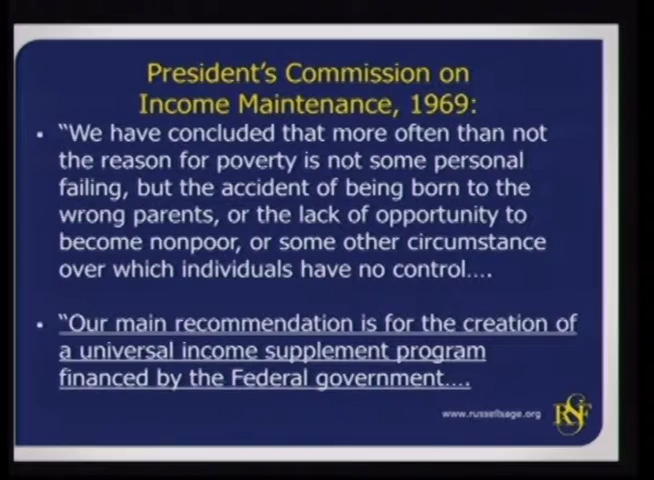 President's Commission on
Income Maintenance, 1969:
• "We have concluded that more often than not
the reason for poverty is not some personal
failing, but the accident of being born to the
wrong parents, or the lack of opportunity to
become nonpoor, or some other circumstance
over which individuals have no control....
• "Our main recommendation is for the creation of
a universal income supplement program
financed by the Federal government....
www.russellsage.org
RSF